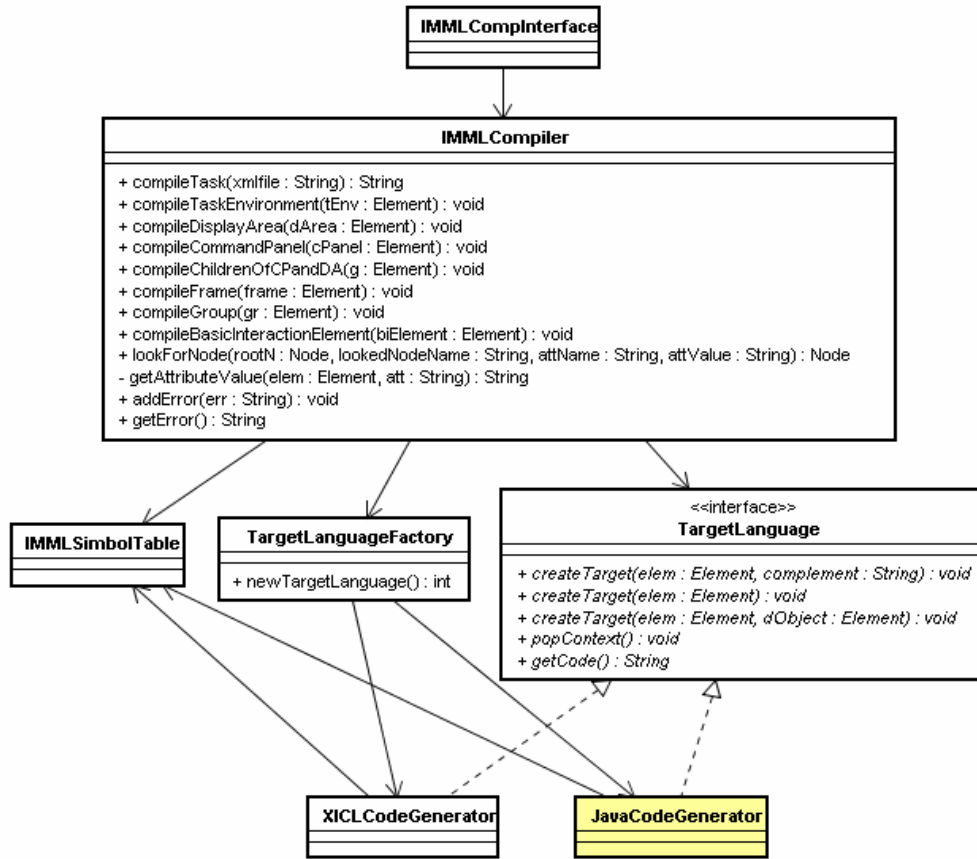 IMMLCompInterface
IMMLCompiler
+ compileTask(xmlfile : String) : String
+ compileTaskEnvironment(tEnv : Element) : void
+ compileDisplayArea(dArea : Element) : void
+ compileCommandPanel(cPanel : Element) : void
+ compileChildrenOfCPandDA(g : Element) : void
+ compileFrame(frame : Element) : void
+ compileGroup(gr : Element) : void
+ compileBasicInteractionElement(biElement : Element) : void
+ lookForNode(rootN : Node, lookedNodeName : String, attName : String, attValue : String) : Node
- getAttributeValue(elem : Element, att : String) : String
+ addError(err : String) : void
+ getError() : String
IMMLSimbolTable
TargetLanguageFactory
+ newTargetLanguage() : int
<<interface>>
TargetLanguage
+ createTarget(elem : Element, complement : String) : void
+ createTarget(elem : Element) : void
+ createTarget(elem : Element, dObject : Element) : void
+ popContext() : void
+ getCode() : String
XICLCodeGenerator
JavaCodeGenerator